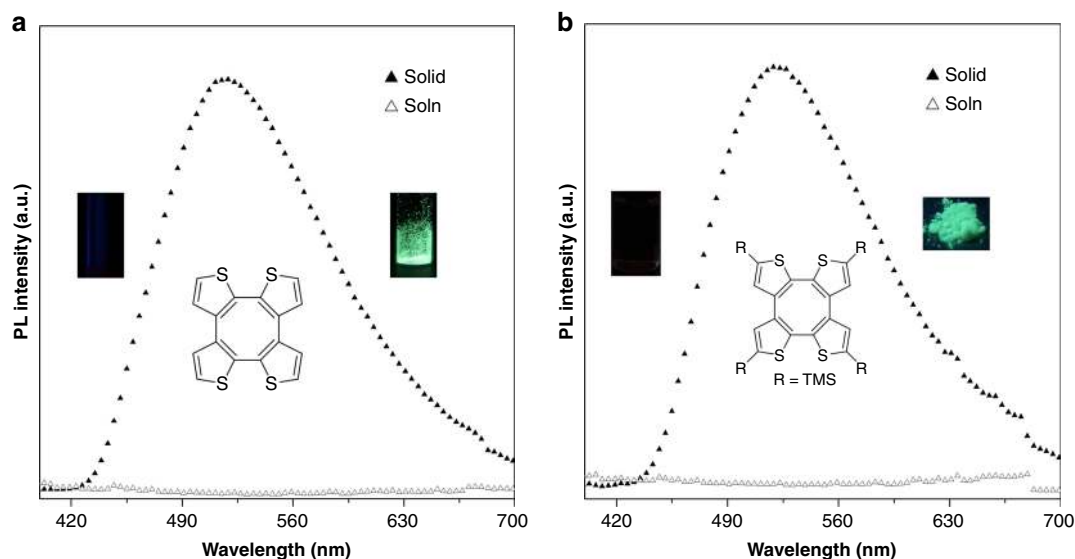 a
PL intensity (a.u.)
Solid
Soln
S S
S S
420 490 560 630 700
Wavelength (nm)
b
PL intensity (a.u.)
Solid
Soln
R S S R
R S S R
R = TMS
420 490 560 630 700
Wavelength (nm)